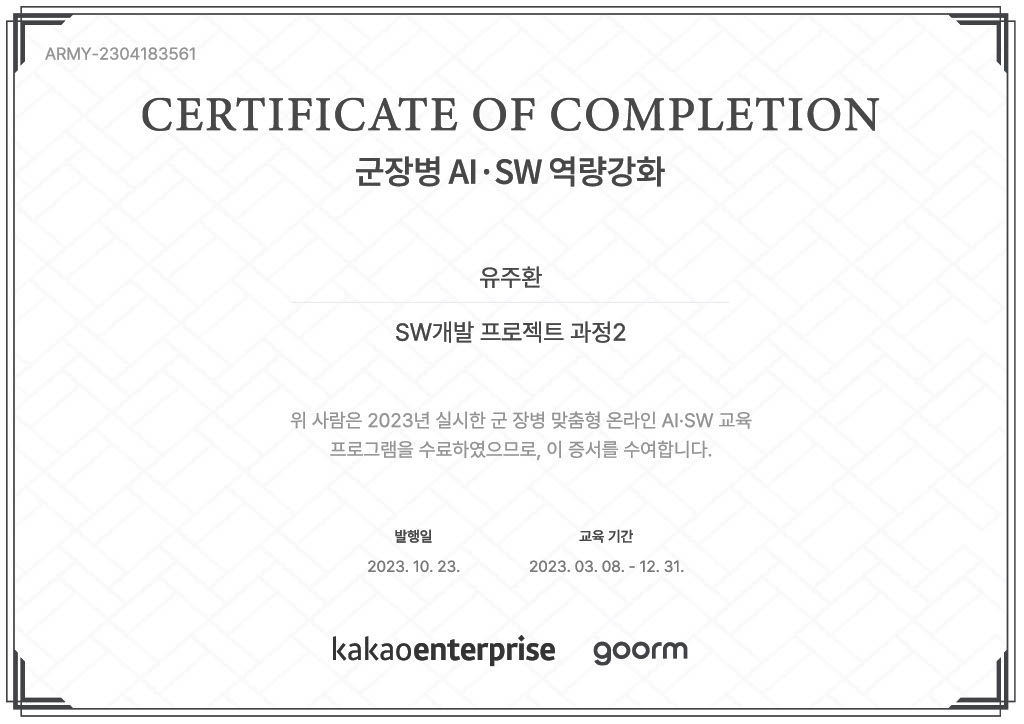 ARMY-2304183561
CERTIFICATE OF COMPLETION
군장병 AI·SW 역량강화
유주환
SW개발 프로젝트 과정2
위 사람은 2023년 실시한 군 장병 맞춤형 온라인 AI·SW 교육
프로그램을 수료하였으므로, 이 증서를 수여합니다.
발행일 교육 기간
2023. 10. 23. 2023. 03. 08. - 12. 31.
kakaoenterprise goorm